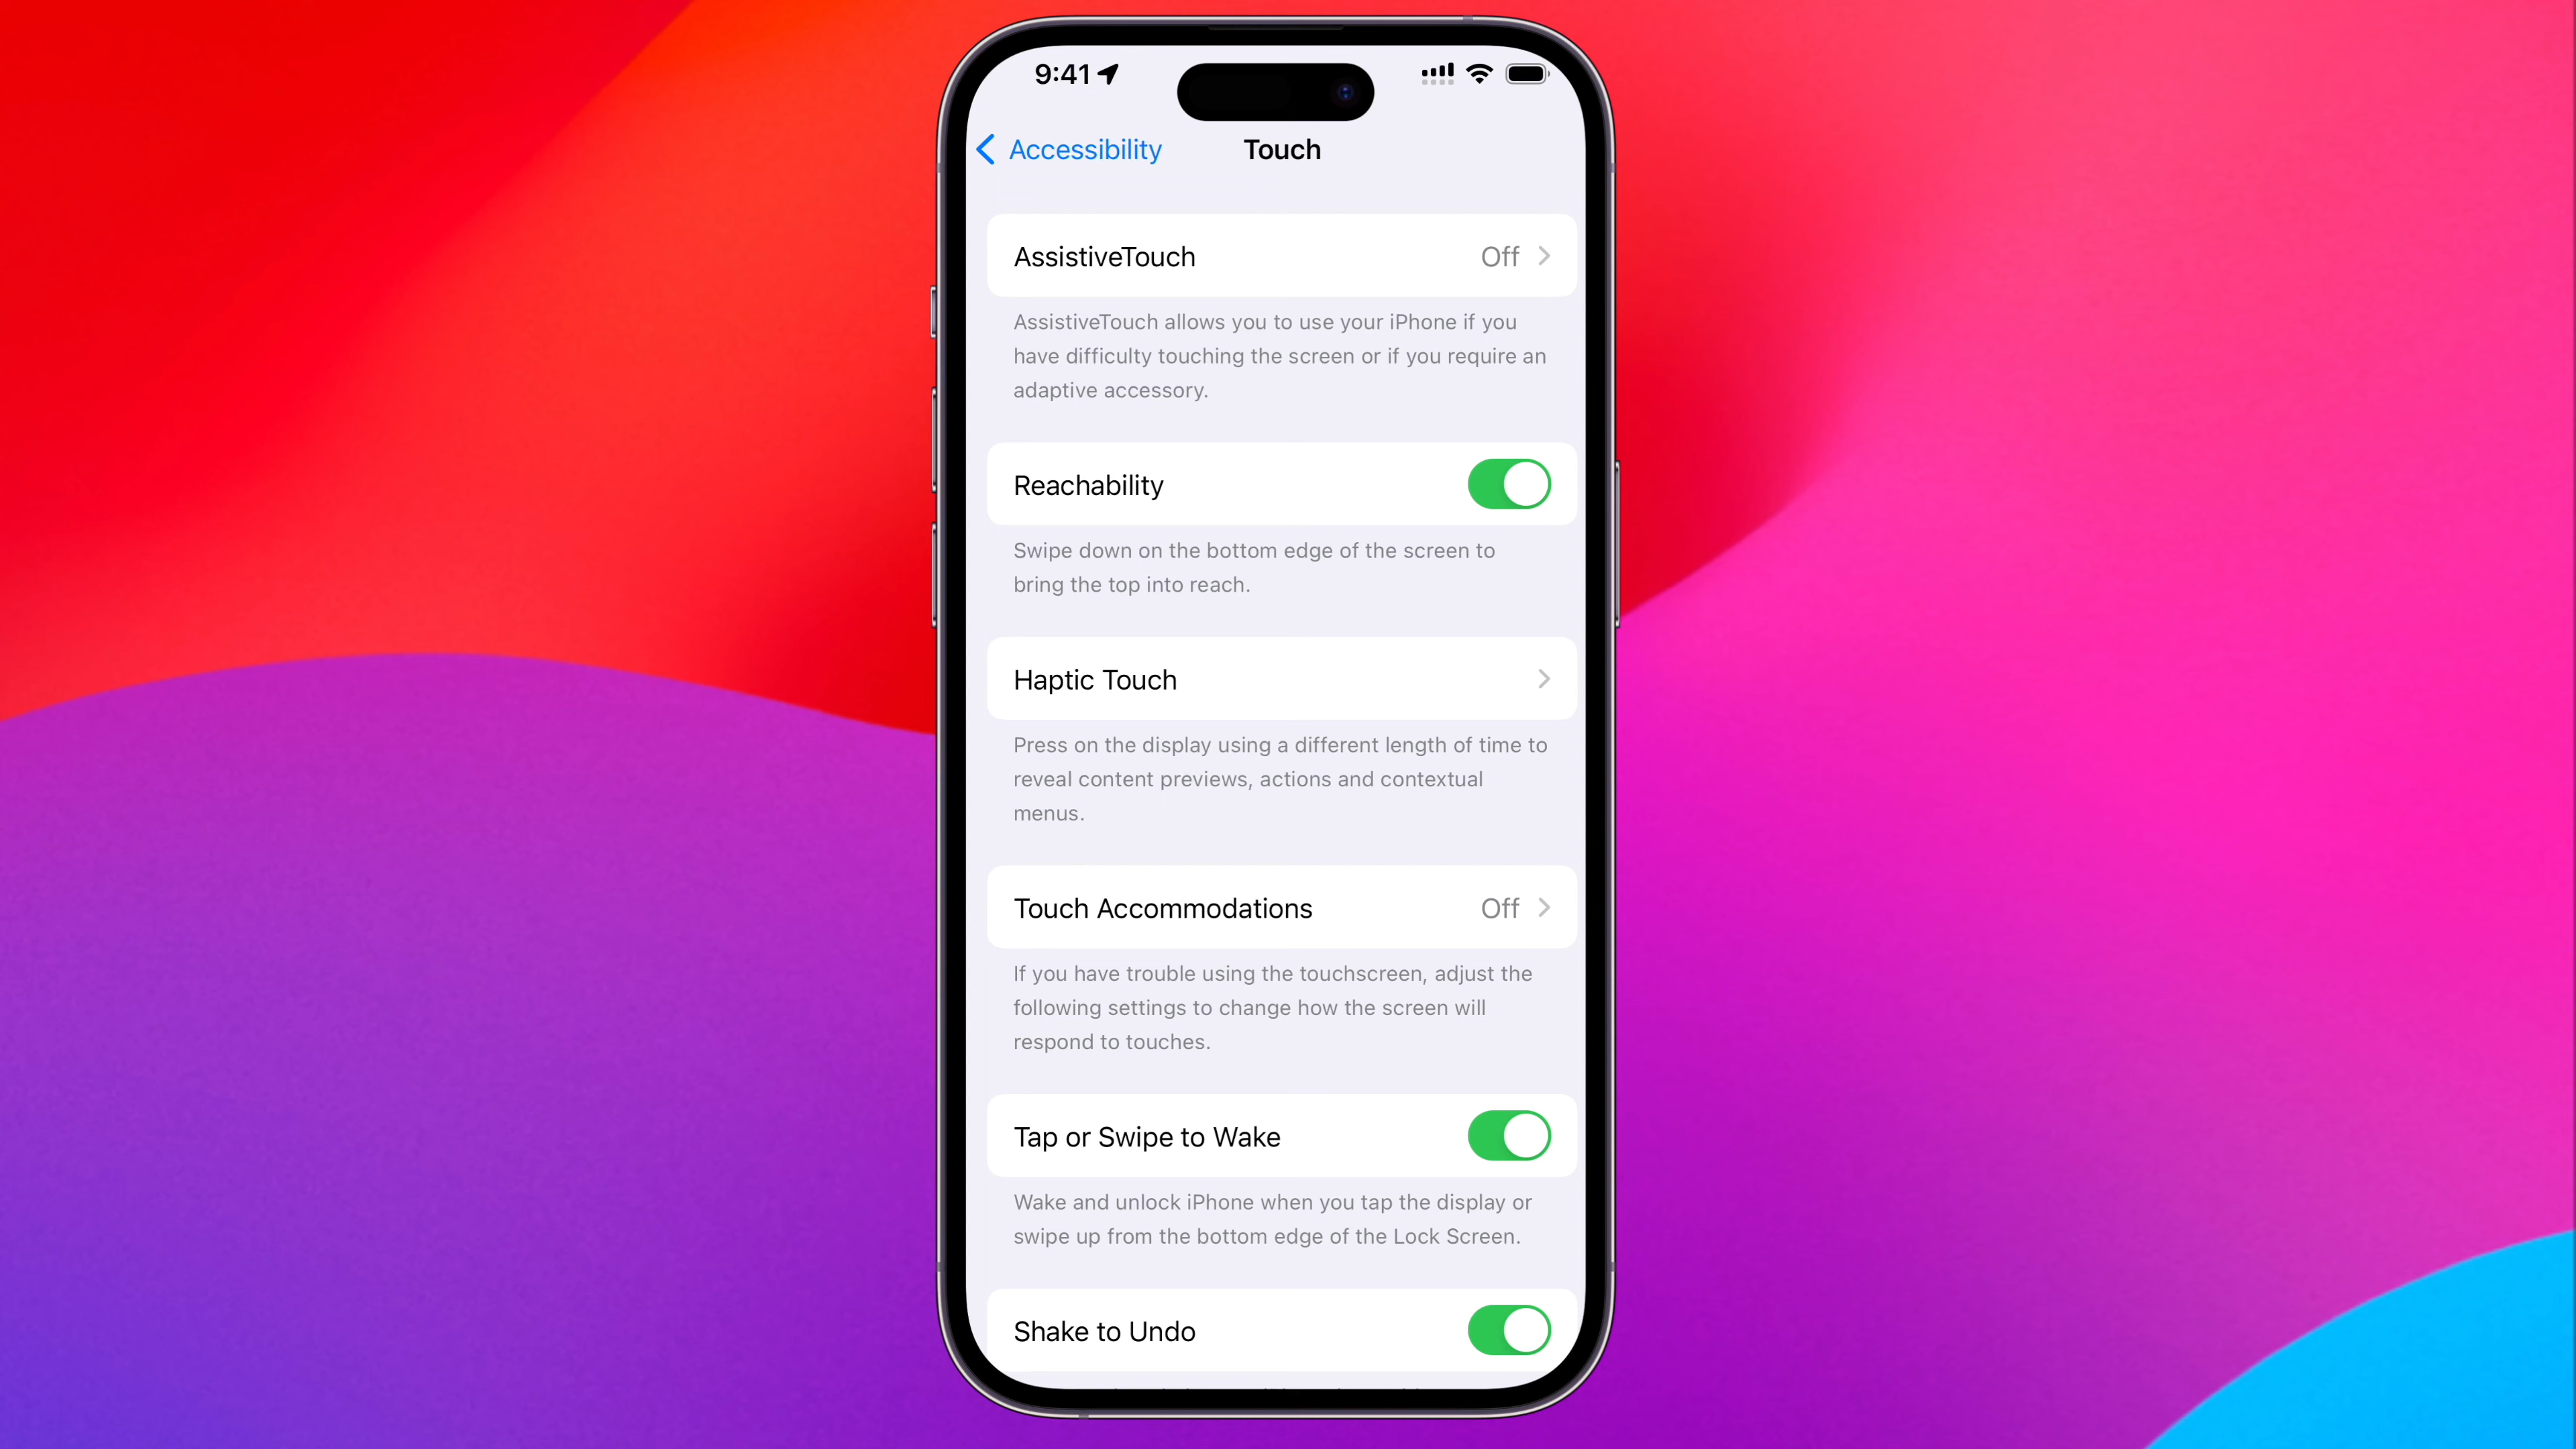 9:41
Accessibility
Touch
AssistiveTouch Off
AssistiveTouch allows you to use your iPhone if you
have difficulty touching the screen or if you require an
adaptive accessory.
Reachability
Swipe down on the bottom edge of the screen to
bring the top into reach.
Haptic Touch
Press on the display using a different length of time to
reveal content previews, actions and contextual
menus.
Touch Accommodations Off
If you have trouble using the touchscreen, adjust the
following settings to change how the screen will
respond to touches.
Tap or Swipe to Wake
Wake and unlock iPhone when you tap the display or
swipe up from the bottom edge of the Lock Screen.
Shake to Undo